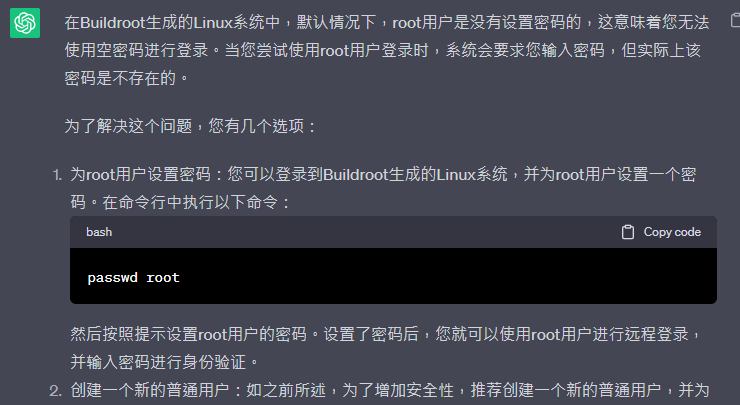 在Buildroot生成的Linux系统中，默认情况下，root用户是没有设置密码的，这意味着您无法
使用空密码进行登录。当您尝试使用root用户登录时，系统会要求您输入密码，但实际上该
密码是不存在的。
为了解决这个问题，您有几个选项：
1. 为root用户设置密码：您可以登录到Buildroot生成的Linux系统，并为root用户设置一个密
码。在命令行中执行以下命令：
bash Copy code
passwd root
然后按照提示设置root用户的密码。设置了密码后，您就可以使用root用户进行远程登录，
并输入密码进行身份验证。
2. 创建一个新的普通用户：如之前所述，为了增加安全性，推荐创建一个新的普通用户，并为